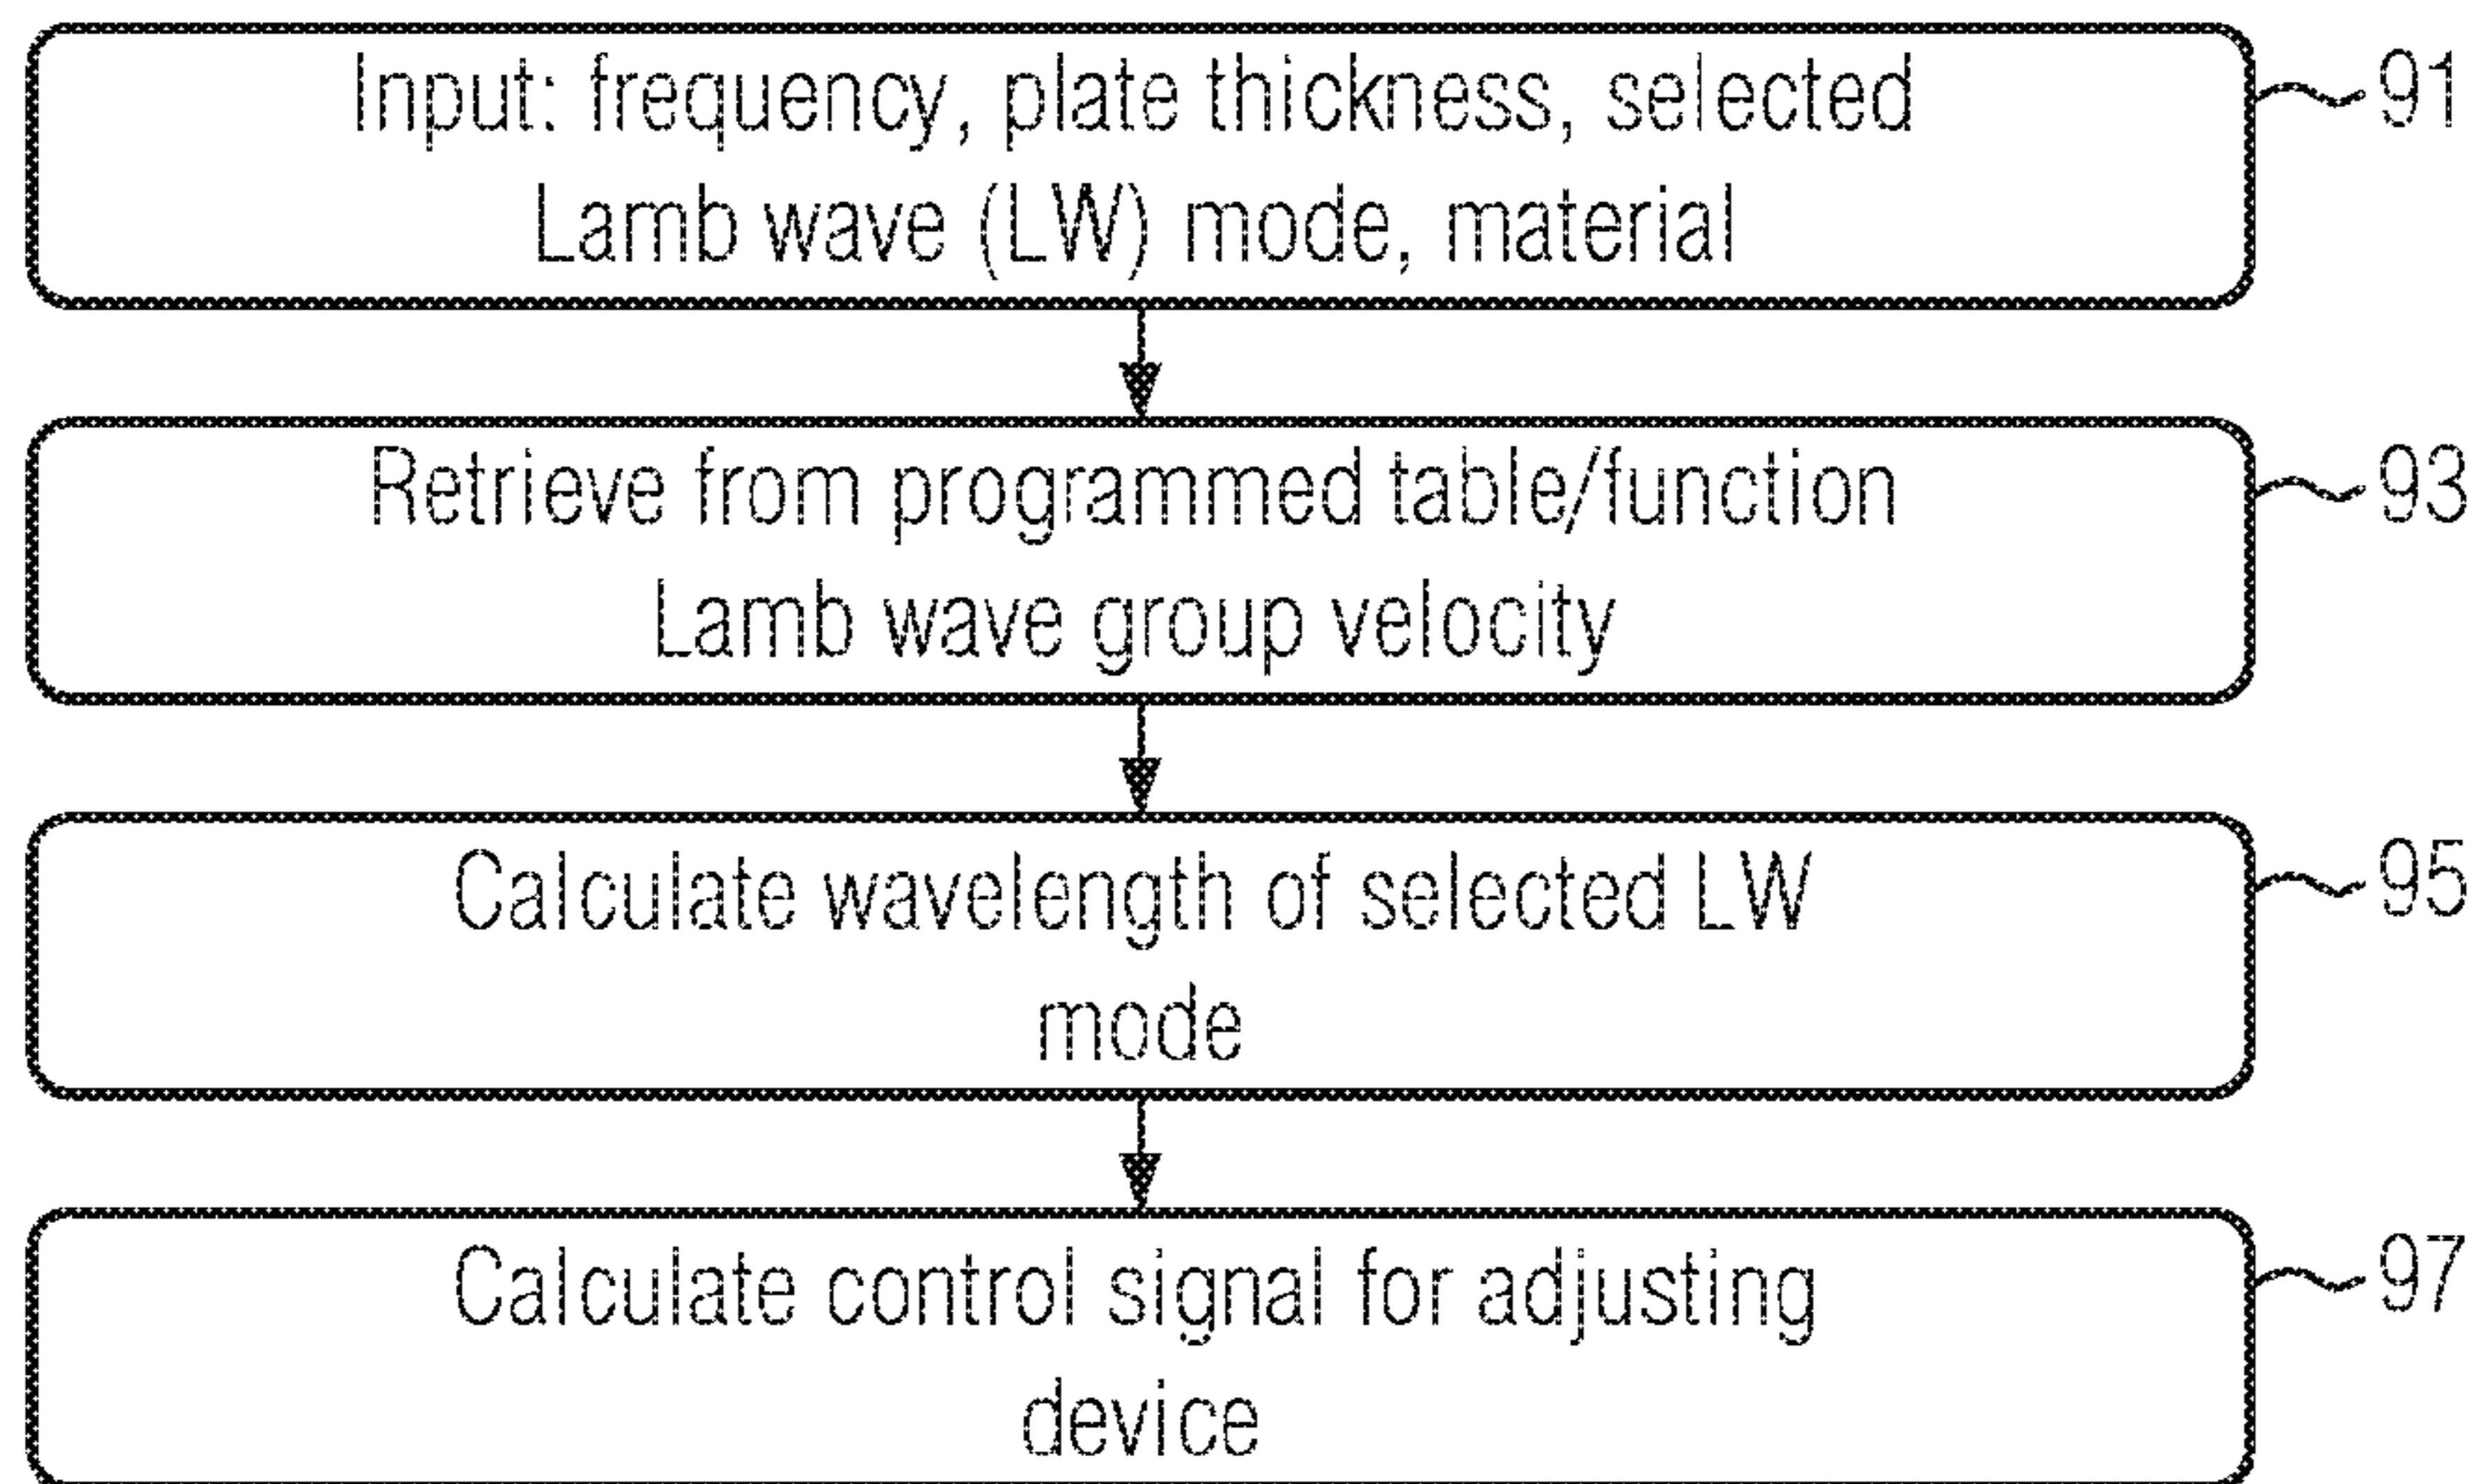 Input: frequency, plate thickness, selected
Lamb wave (LW) mode, material
91
Retrieve from programmed table/function
Lamb wave group velocity
93
Calculate wavelength of selected LW
mode
95
Calculate control signal for adjusting
device
97